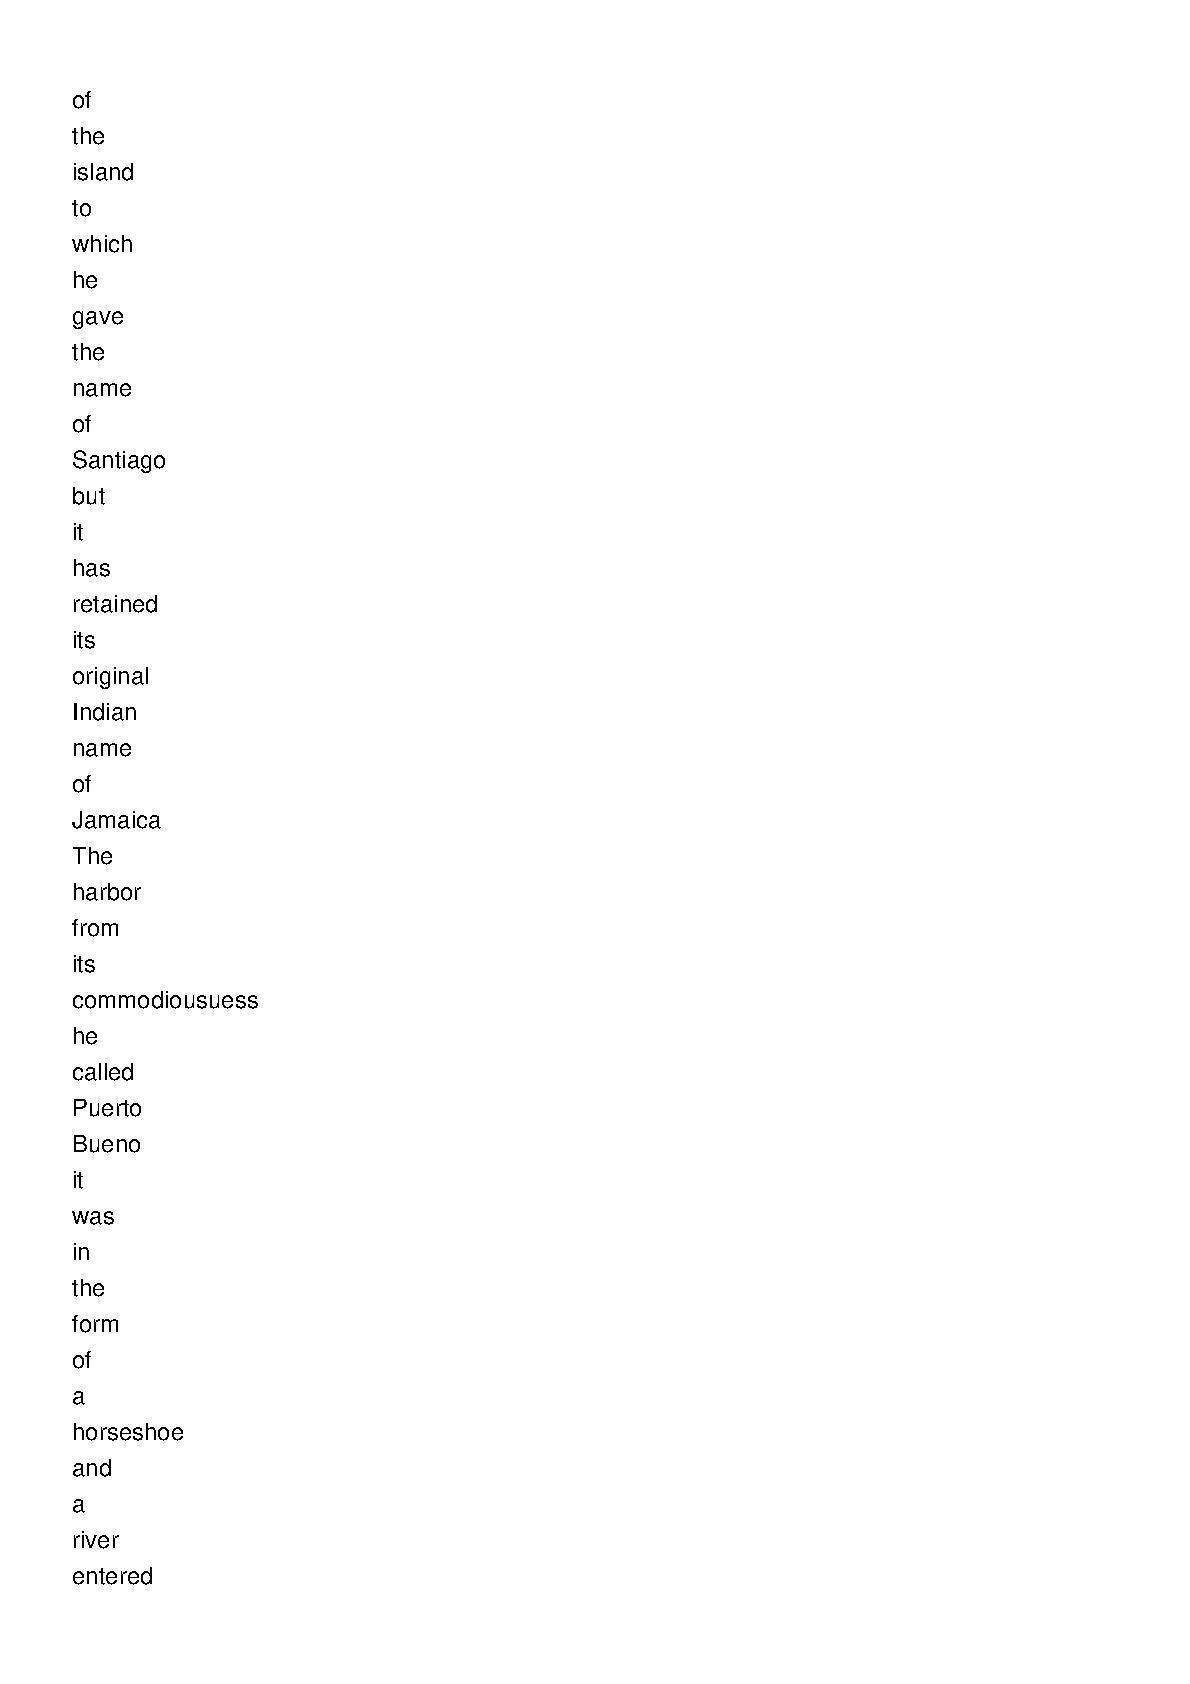 of
the
island
to
which
he
gave
the
name
of
Santiago
but
it
has
retained
its
original
Indian
name
of
Jamaica
The
harbor
from
its
commodiousuess
he
called
Puerto
Bueno
it
was
in
the
form
of
a
horseshoe
and
a
river
entered